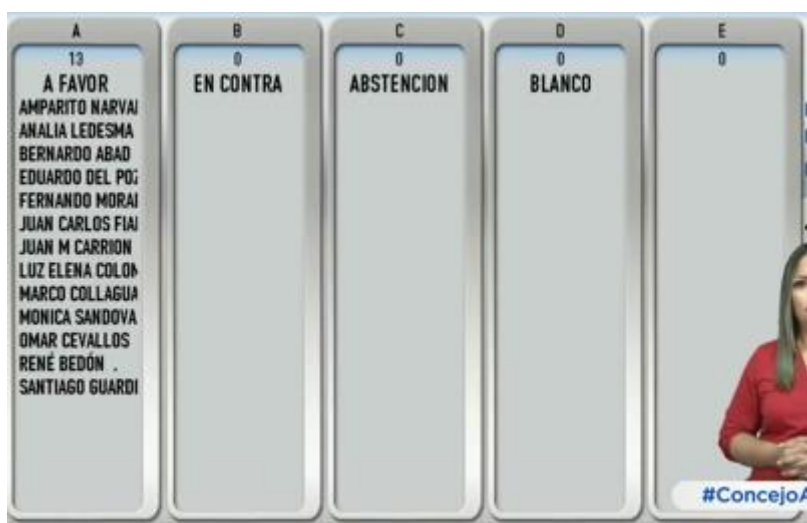 A
13
A FAVOR
AMPARITO NARVAI
ANALIA LEDESMA
BERNARDO ABAD
EDUARDO DEL POZ
FERNANDO MORAI
JUAN CARLOS FIAI
JUAN M CARRION
LUZ ELENA COLON
MARCO COLLAGUA
MONICA SANDOVA
OMAR CEVALLOS
RENÉ BEDÓN .
SANTIAGO GUARDI
B
0
EN CONTRA
C
0
ABSTENCION
D
0
BLANCO
E
0
#ConcejoA